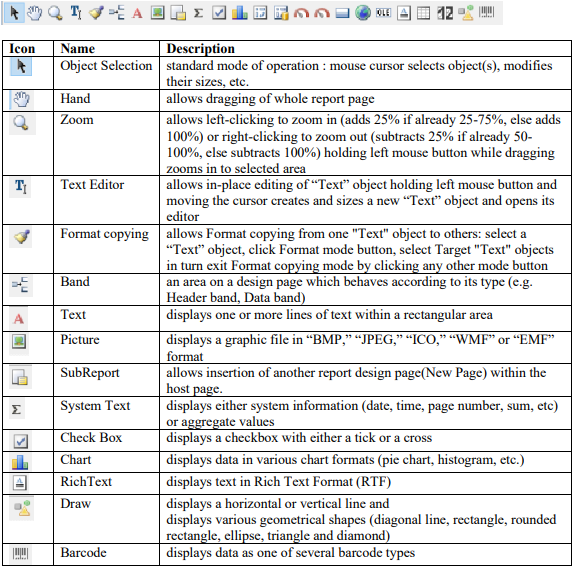 OLE A 12
Icon Name Description
Object Selection standard mode of operation : mouse cursor selects object(s), modifies
their sizes, etc.
Hand allows dragging of whole report page
Zoom allows left-clicking to zoom in (adds 25% if already 25-75%, else adds
100%) or right-clicking to zoom out (subtracts 25% if already 50-
100%, else subtracts 100%) holding left mouse button while dragging
zooms in to selected area
Text Editor allows in-place editing of “Text” object holding left mouse button and
moving the cursor creates and sizes a new “Text” object and opens its
editor
Format copying allows Format copying from one "Text" object to others: select a
“Text” object, click Format mode button, select Target "Text" objects
in turn exit Format copying mode by clicking any other mode button
Band an area on a design page which behaves according to its type (e.g.
Header band, Data band)
A Text displays one or more lines of text within a rectangular area
Picture displays a graphic file in “BMP,” “JPEG,” “ICO,” “WMF” or “EMF”
format
SubReport allows insertion of another report design page(New Page) within the
host page.
Σ System Text displays either system information (date, time, page number, sum, etc)
or aggregate values
Check Box displays a checkbox with either a tick or a cross
Chart displays data in various chart formats (pie chart, histogram, etc.)
A RichText displays text in Rich Text Format (RTF)
Draw displays a horizontal or vertical line and
displays various geometrical shapes (diagonal line, rectangle, rounded
rectangle, ellipse, triangle and diamond)
Barcode displays data as one of several barcode types